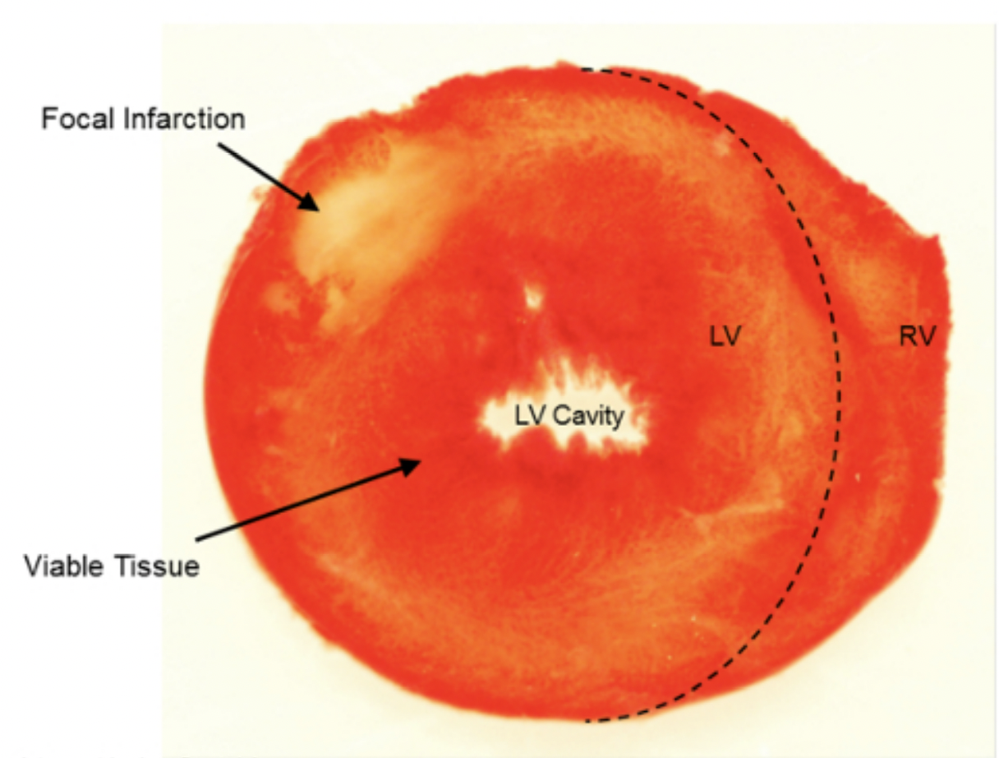 Focal Infarction
LV
RV
LV Cavity
Viable Tissue